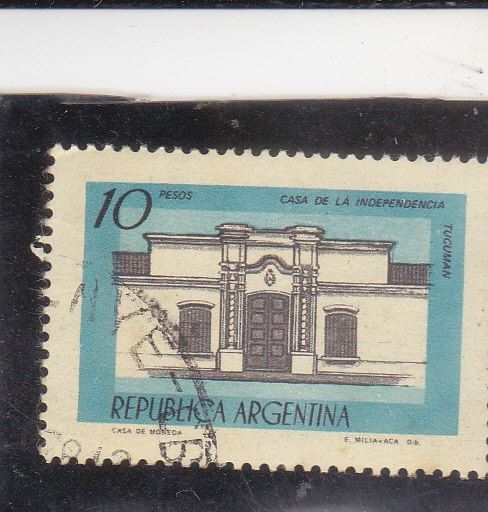 10 PESOS
CASA DE LA INDEPENDENCIA
TUCUMAN
REPUBLICA ARGENTINA
CASA DE MONEDA
E. MILIAVACA Dib.